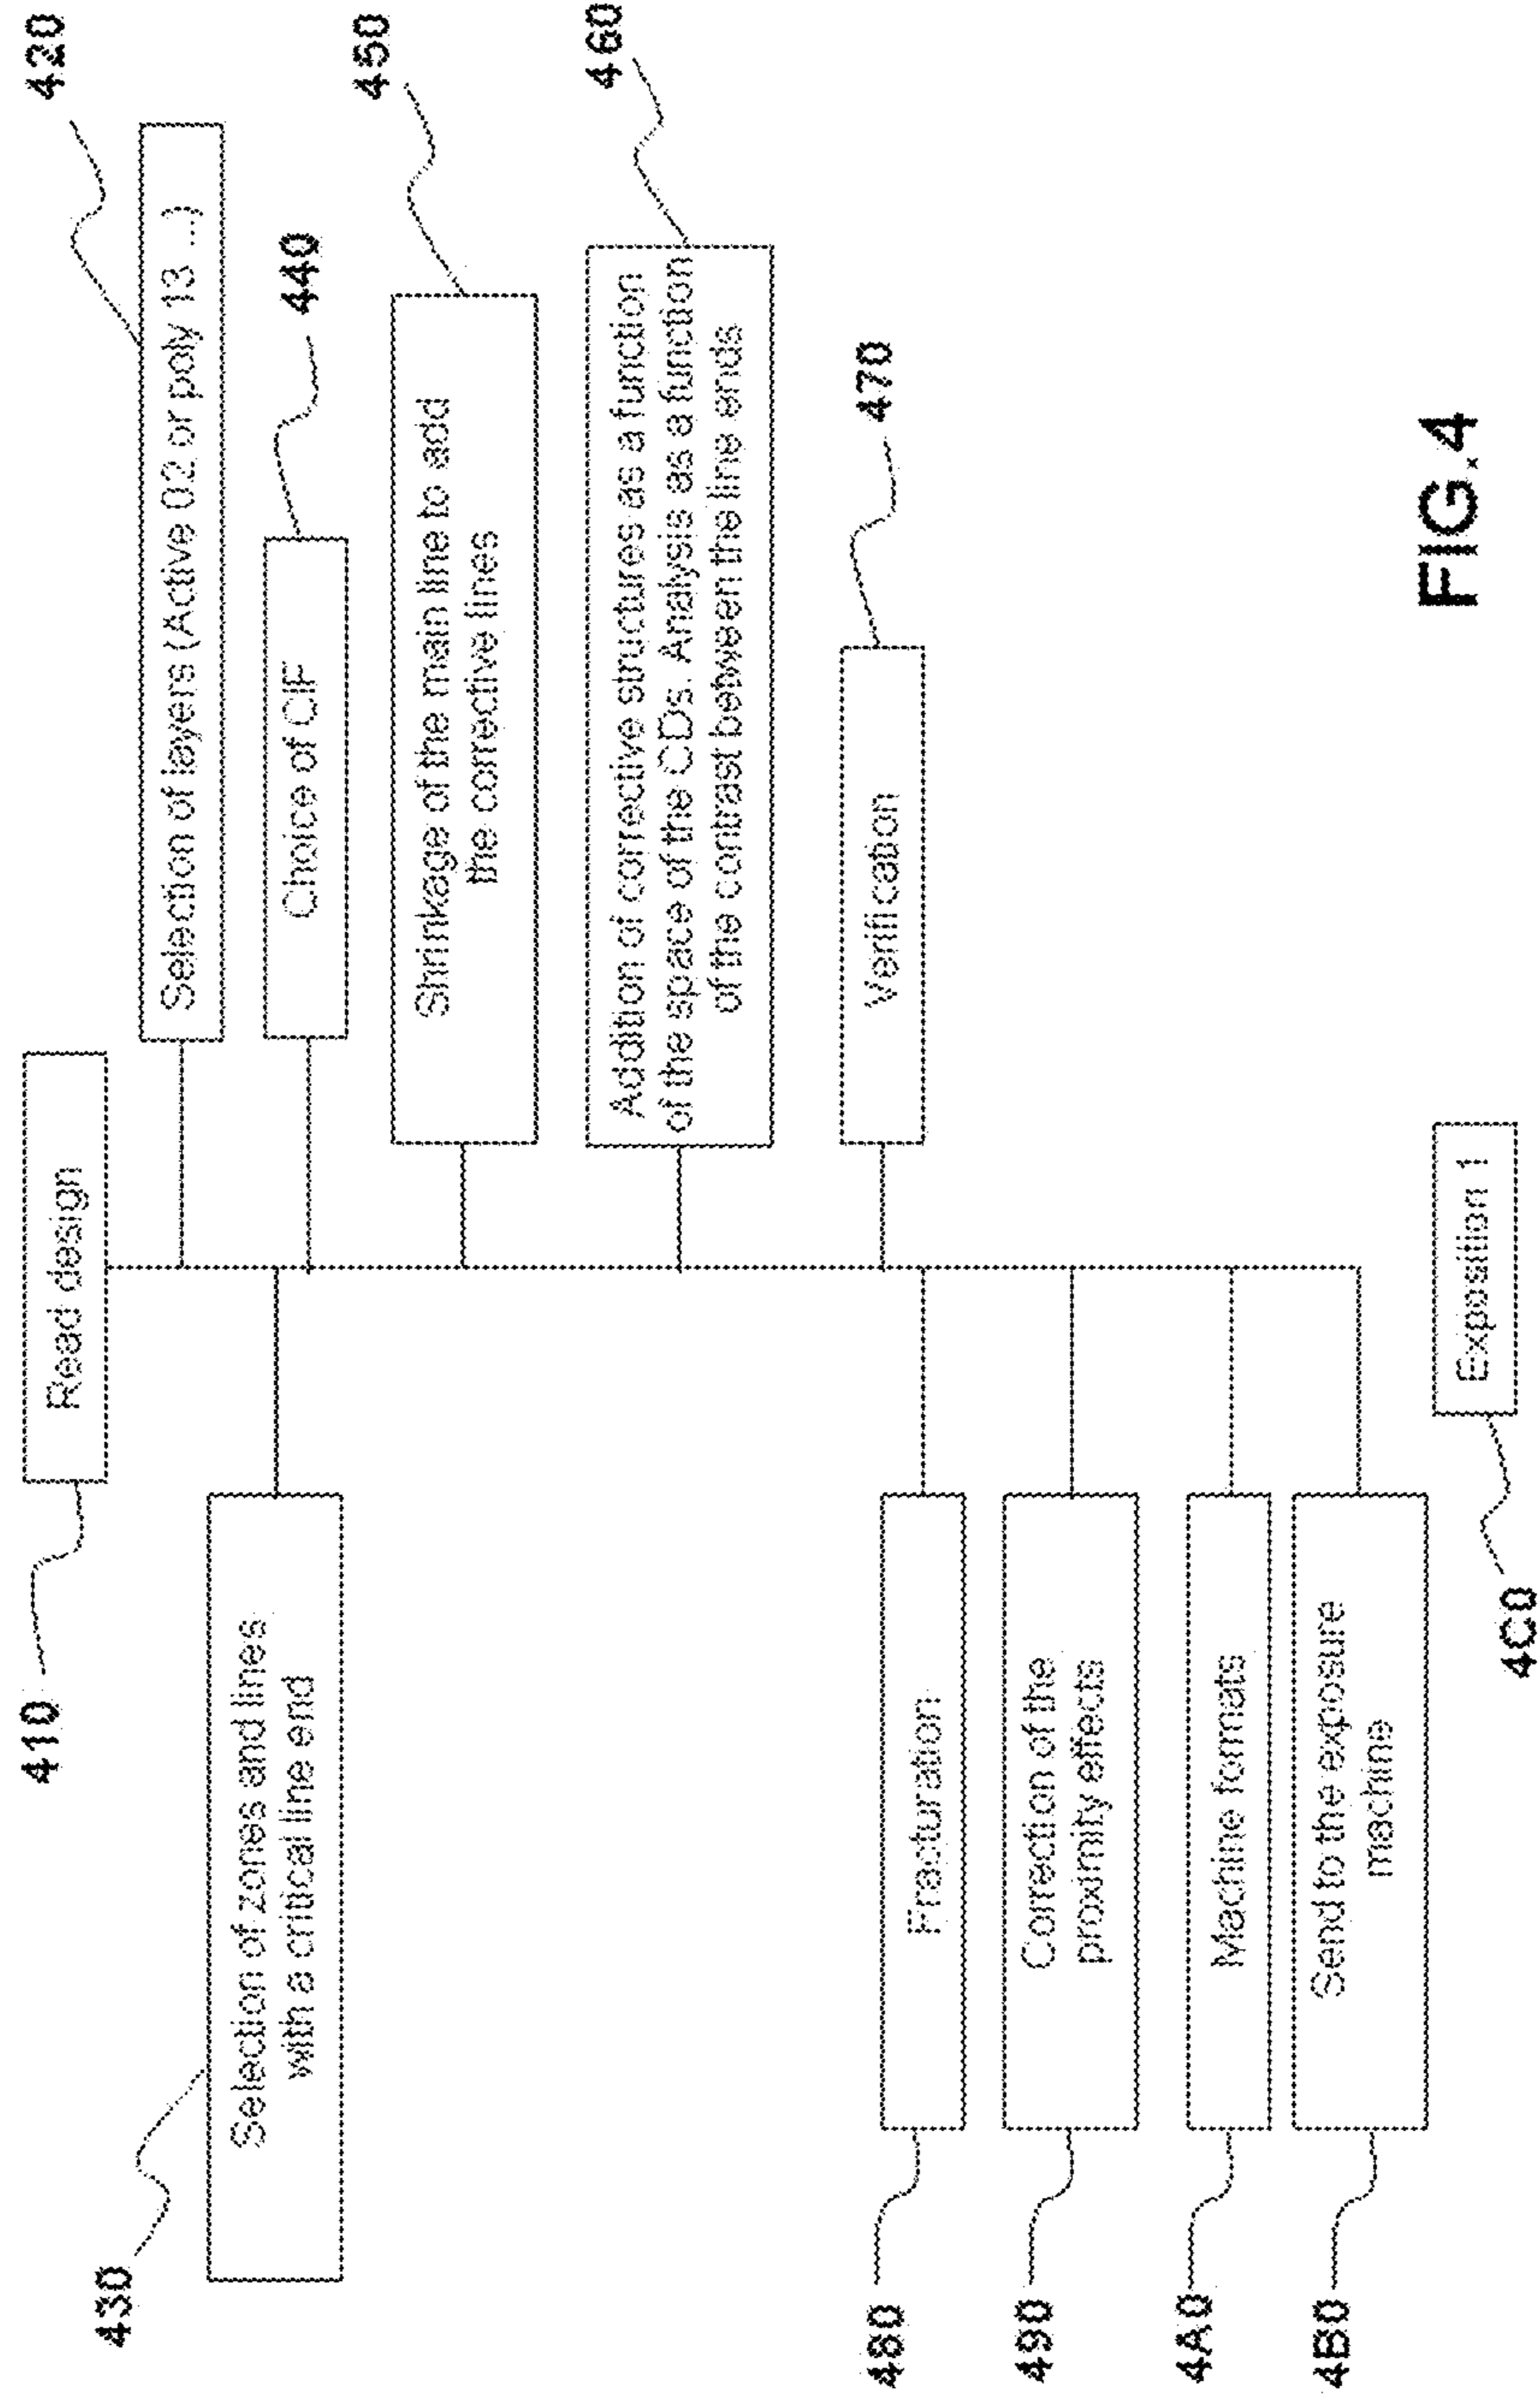 410
Read design
420
Selection of layers (Active 02 or poly 13 ...)
430
Selection of zones and lines
with a critical line end
440
Choice of CIF
450
Shrinkage of the main line to add
the corrective lines
460
Addition of corrective structures as a function
of the space of the CDs. Analysis as a function
of the contrast between the line ends
470
Verification
480
Fracturation
490
Correction of the
proximity effects
4A0
Machine formats
4B0
Send to the exposure
machine
4C0
Exposition 1
FIG.4